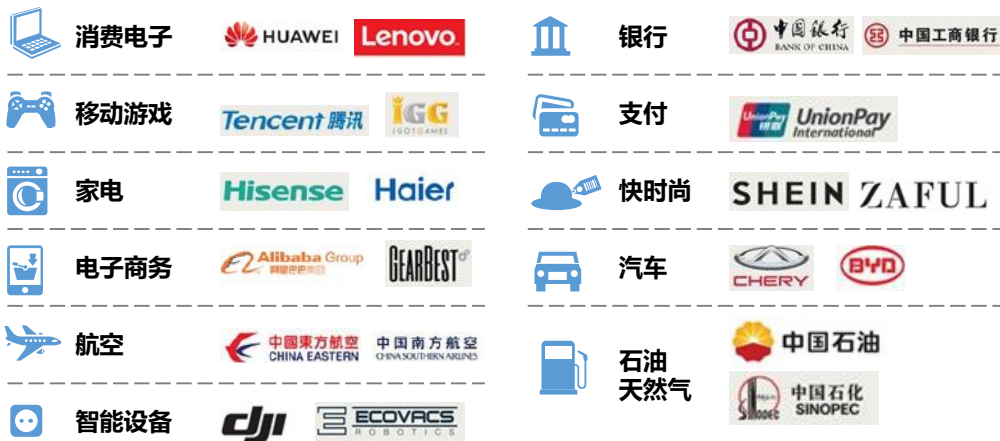 消费电子
HUAWEI
Lenovo
移动游戏
Tencent 腾讯
IGG
IGOTGAMES
家电
Hisense
Haier
电子商务
Alibaba Group
阿里巴巴集团
GEARBEST
航空
中國東方航空
CHINA EASTERN
中国南方航空
CHINA SOUTHERN AIRLINES
智能设备
dji
ECOVACS
ROBOTICS
银行
中国银行
BANK OF CHINA
中国工商银行
支付
UnionPay
银联
UnionPay
International
快时尚
SHEIN
ZAFUL
汽车
CHERY
BYD
石油
天然气
中国石油
中国石化
SINOPEC
SINOPEC